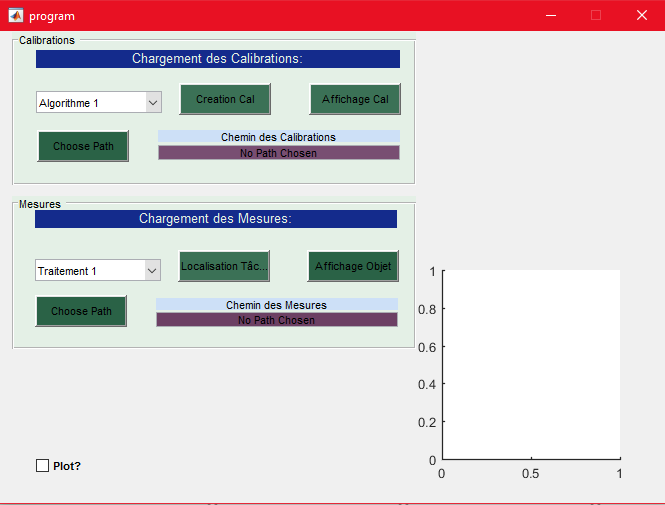 program
Calibrations
Chargement des Calibrations:
Algorithme 1
Creation Cal
Affichage Cal
Choose Path
Chemin des Calibrations
No Path Chosen
Mesures
Chargement des Mesures:
Traitement 1
Localisation Tâc...
Affichage Objet
Choose Path
Chemin des Mesures
No Path Chosen
1
0.8
0.6
0.4
0.2
0
0
0.5
1
Plot?